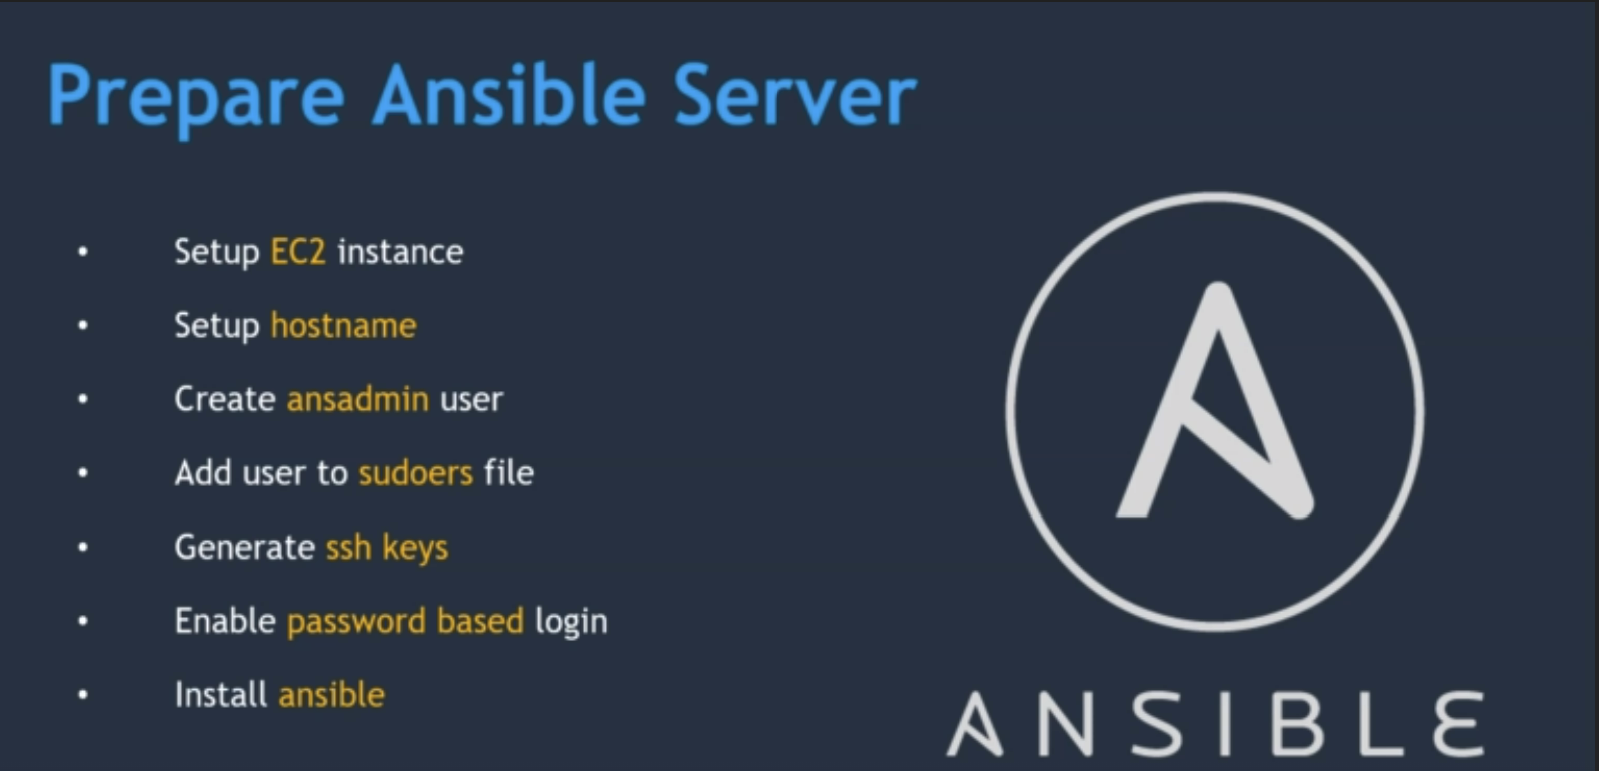 Prepare Ansible Server
• Setup EC2 instance
• Setup hostname
• Create ansadmin user
• Add user to sudoers file
• Generate ssh keys
• Enable password based login
• Install ansible
ANSIBLE